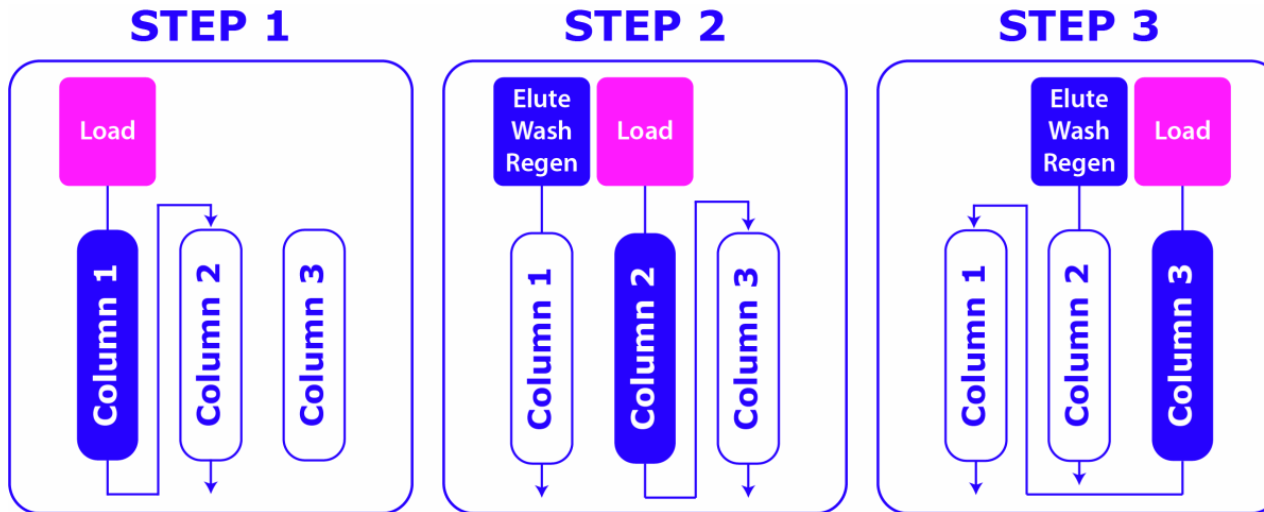 STEP 1
Load
Column 1
Column 2
Column 3
STEP 2
Elute
Wash
Regen
Load
Column 1
Column 2
Column 3
STEP 3
Elute
Wash
Regen
Load
Column 1
Column 2
Column 3